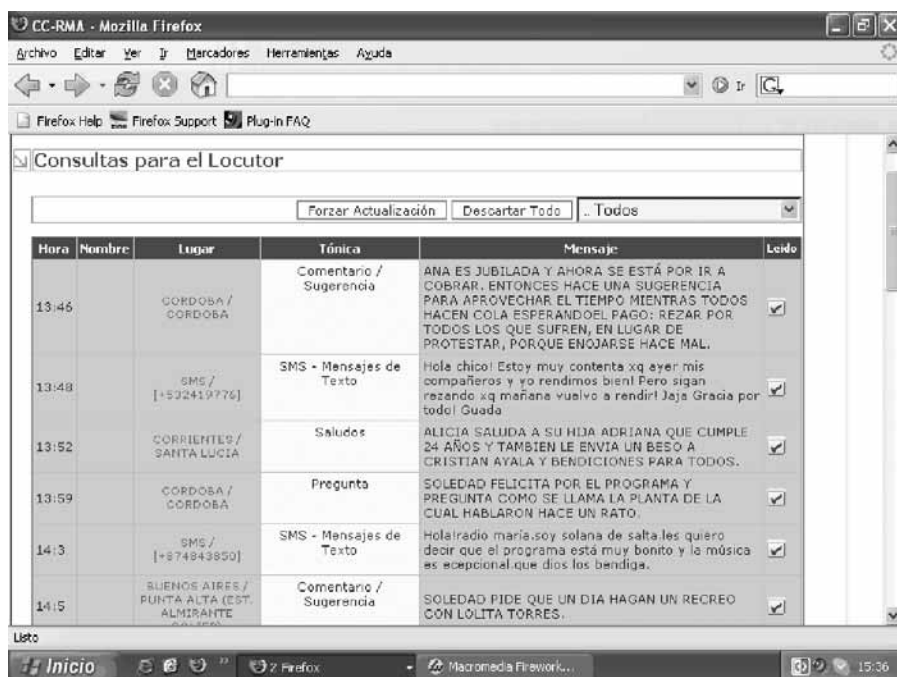 CC-RMA - Mozilla Firefox
Archivo Editar Ver Ir Marcadores Herramientas Ayuda
Ir
Firefox Help Firefox Support Plug-in FAQ
Consultas para el Locutor
Forzar Actualización Descartar Todo .. Todos
Hora Nombre Lugar Tónica Mensaje Leido
13:46
CORDOBA /
CORDOBA
Comentario /
Sugerencia
ANA ES JUBILADA Y AHORA SE ESTÁ POR IR A
COBRAR. ENTONCES HACE UNA SUGERENCIA
PARA APROVECHAR EL TIEMPO MIENTRAS TODOS
HACEN COLA ESPERANDOEL PAGO: REZAR POR
TODOS LOS QUE SUFREN, EN LUGAR DE
PROTESTAR, PORQUE ENOJARSE HACE MAL.
13:48
SMS /
[+532419776]
SMS - Mensajes de
Texto
Hola chico! Estoy muy contenta xq ayer mis
compañeros y yo rendimos bien! Pero sigan
rezando xq mañana vuelvo a rendir! Jaja Gracia por
todo! Guada
13:52
CORRIENTES /
SANTA LUCIA
Saludos
ALICIA SALUDA A SU HIJA ADRIANA QUE CUMPLE
24 AÑOS Y TAMBIEN LE ENVIA UN BESO A
CRISTIAN AYALA Y BENDICIONES PARA TODOS.
13:59
CORDOBA /
CORDOBA
Pregunta
SOLEDAD FELICITA POR EL PROGRAMA Y
PREGUNTA COMO SE LLAMA LA PLANTA DE LA
CUAL HABLARON HACE UN RATO.
14:3
SMS /
[+874843850]
SMS - Mensajes de
Texto
Hola!radio maria.soy solana de salta.les quiero
decir que el programa está muy bonito y la música
es ecepcional.que dios los bendiga.
14:5
BUENOS AIRES /
PUNTA ALTA (EST.
ALMIRANTE
Comentario /
Sugerencia
SOLEDAD PIDE QUE UN DIA HAGAN UN RECREO
CON LOLITA TORRES.
Listo
Inicio 2 Firefox Macromedia Firework... 15:36